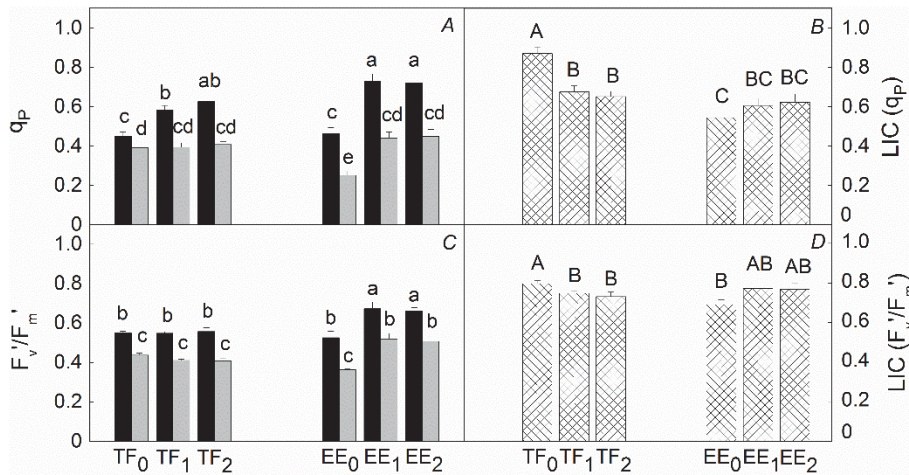 1.0
A
B
1.0
0.8
0.8
0.6
0.6
0.4
0.4
0.2
0.2
0
0
qP
LIC (qP)
c
d
b
cd
ab
cd
c
e
a
cd
a
cd
A
B
B
C
BC
BC
1.0
C
D
1.0
0.8
0.8
0.6
0.6
0.4
0.4
0.2
0.2
0
0
Fv'/Fm'
LIC (Fv'/Fm')
b
c
b
c
b
c
b
c
a
b
a
b
A
B
B
B
AB
AB
TF0 TF1 TF2 EE0 EE1 EE2 TF0 TF1 TF2 EE0 EE1 EE2